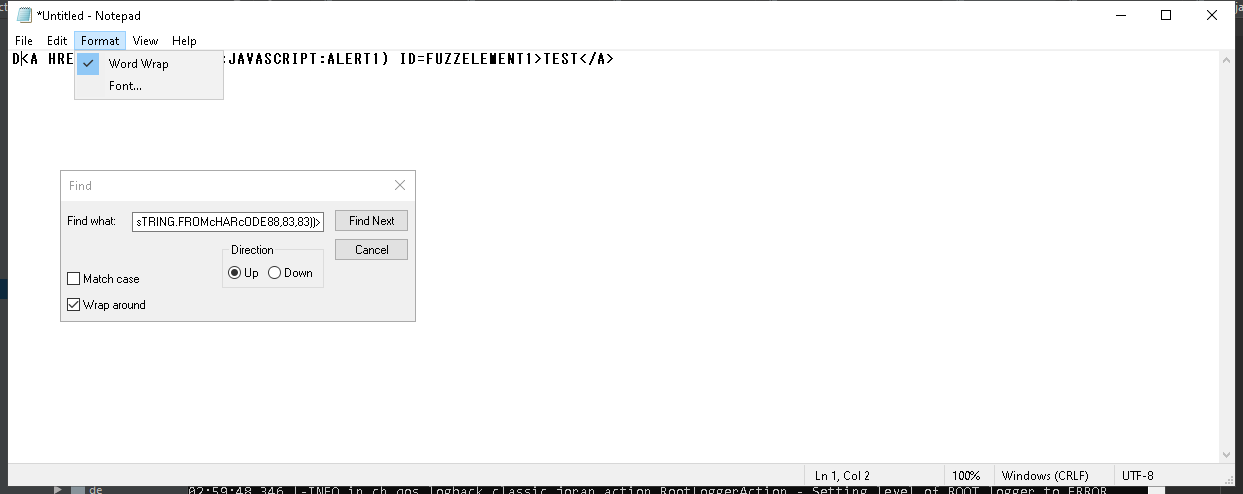 *Untitled - Notepad
File Edit Format View Help
D<A HRE :JAVASCRIPT:ALERT1) ID=FUZZELEMENT1>TEST</A>
Word Wrap
Font...
Find
Find what: sTRING.FROMcHARcODE88,83,83))> Find Next
Direction Cancel
Up Down
Match case
Wrap around
Ln 1, Col 2 100% Windows (CRLF) UTF-8
de 02:59:48,346 |-INFO in ch.qos.logback.classic.joran.action.RootLoggerAction - Setting level of ROOT logger to ERROR